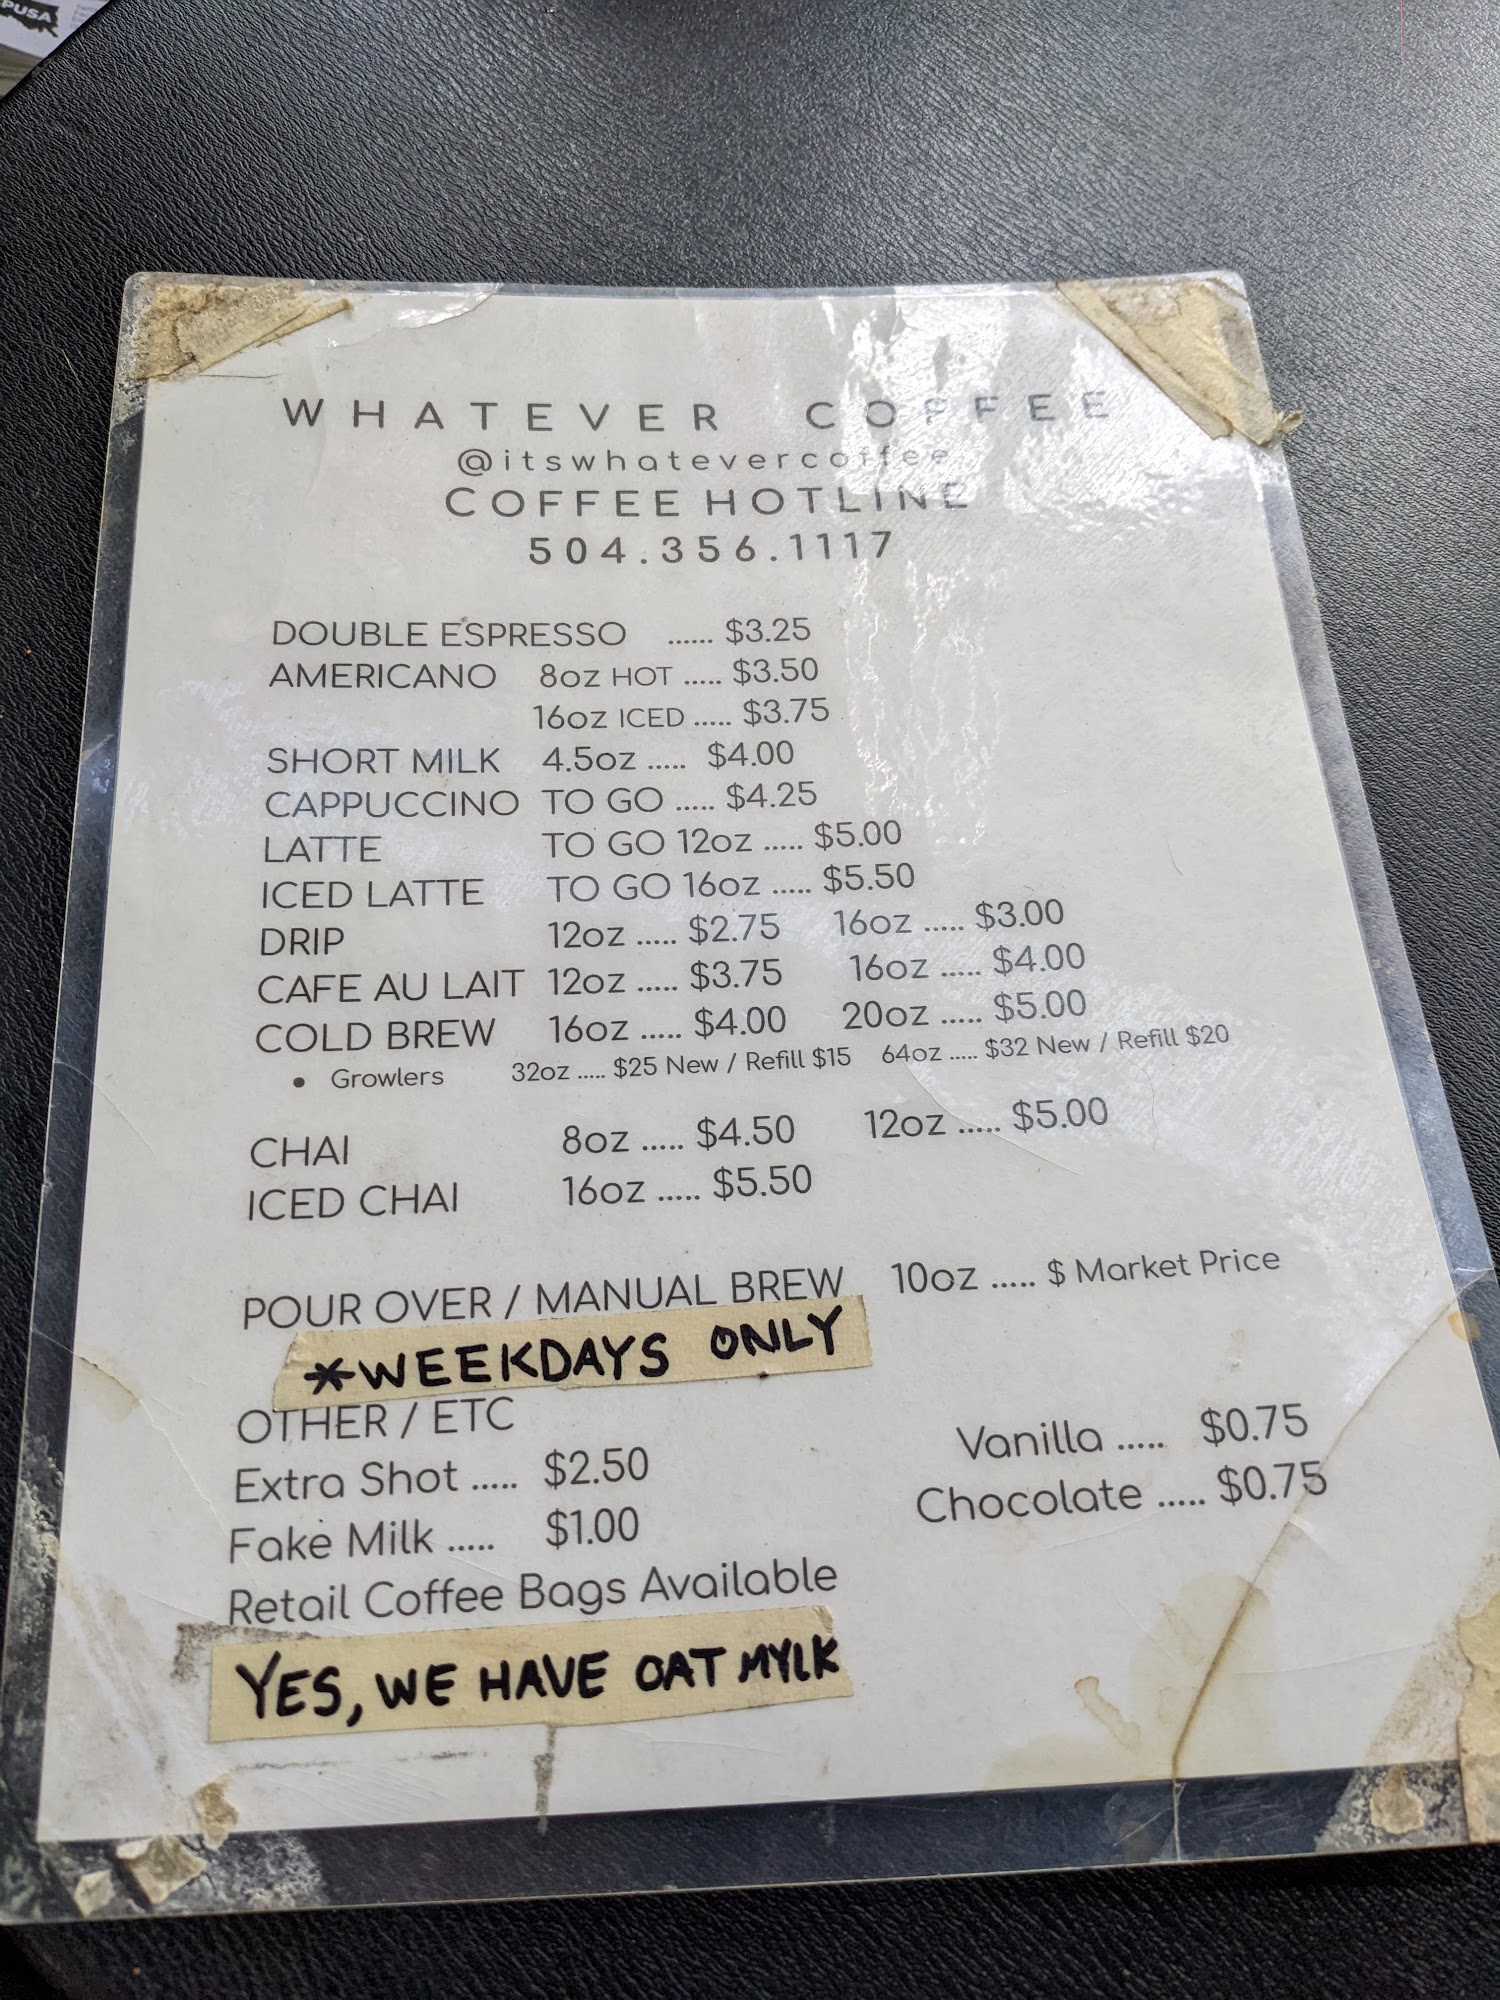 PUSA
WHATEVER COFFEE
@itswhatevercoffee
COFFEE HOTLINE
504.356.1117
DOUBLE ESPRESSO ...... $3.25
AMERICANO 8oz HOT ..... $3.50
16oz ICED ..... $3.75
SHORT MILK 4.5oz ..... $4.00
CAPPUCCINO TO GO ..... $4.25
LATTE TO GO 12oz ..... $5.00
ICED LATTE TO GO 16oz ..... $5.50
DRIP 12oz ..... $2.75 16oz ..... $3.00
CAFE AU LAIT 12oz ..... $3.75 16oz ..... $4.00
COLD BREW 16oz ..... $4.00 20oz ..... $5.00
• Growlers 32oz ..... $25 New / Refill $15 64oz ..... $32 New / Refill $20
CHAI 8oz ..... $4.50 12oz ..... $5.00
ICED CHAI 16oz ..... $5.50
POUR OVER / MANUAL BREW 10oz ..... $ Market Price
*WEEKDAYS ONLY
OTHER / ETC
Extra Shot ..... $2.50 Vanilla ..... $0.75
Fake Milk ..... $1.00 Chocolate ..... $0.75
Retail Coffee Bags Available
YES, WE HAVE OAT MYLK